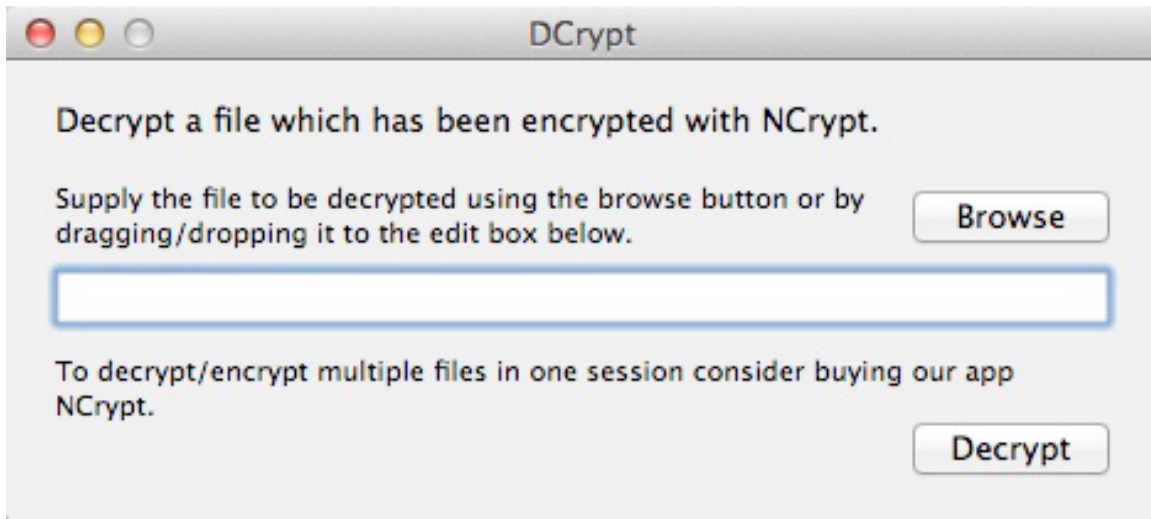 DCrypt
Decrypt a file which has been encrypted with NCrypt.
Supply the file to be decrypted using the browse button or by
dragging/dropping it to the edit box below.
Browse
To decrypt/encrypt multiple files in one session consider buying our app
NCrypt.
Decrypt